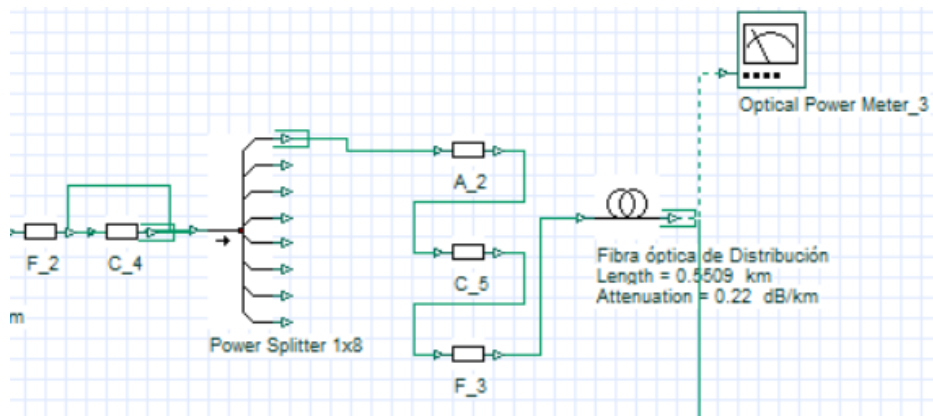 Optical Power Meter_3
A_2
F_2
C_4
C_5
Fibra óptica de Distribución
Length = 0.5509 km
Attenuation = 0.22 dB/km
m
Power Splitter 1x8
F_3